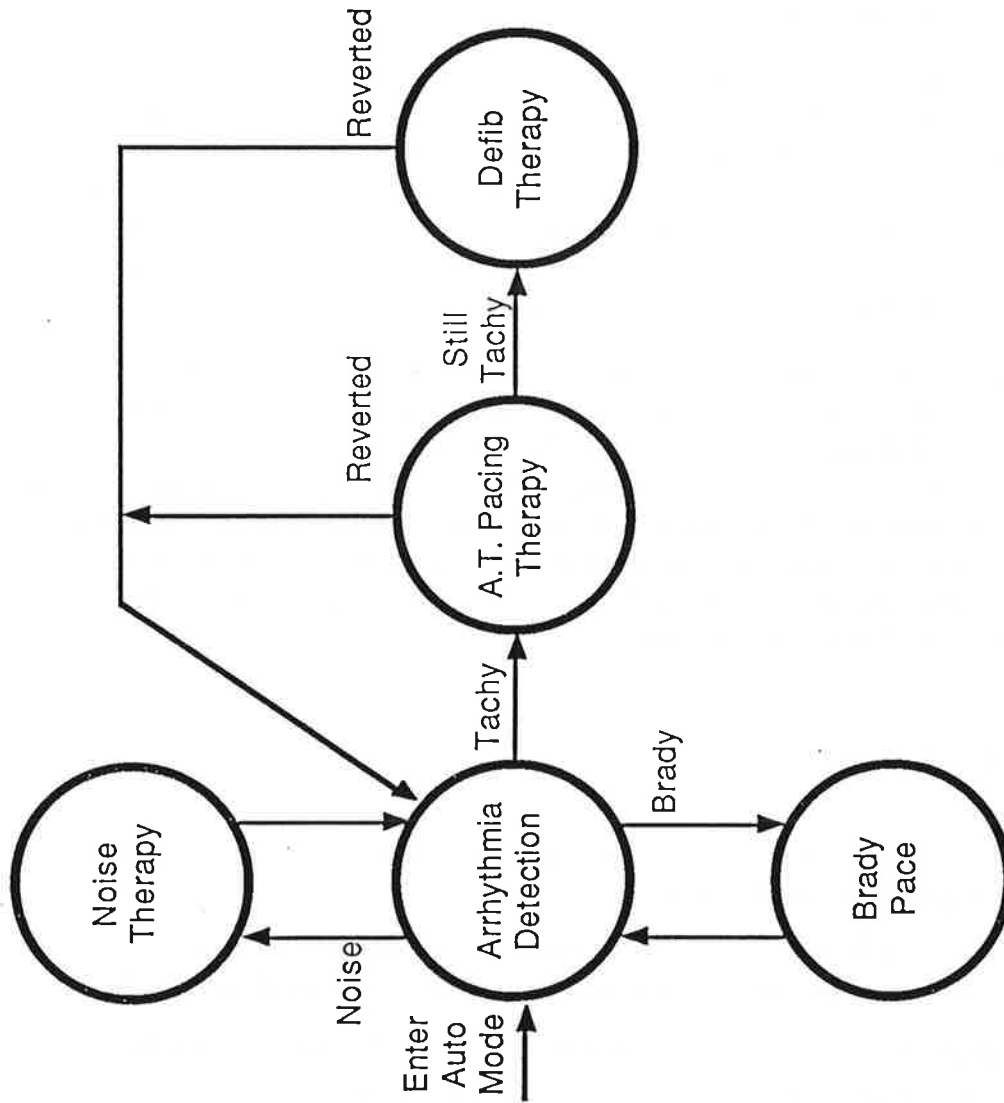 Noise
Therapy
Reverted
Reverted
Noise
Enter
Auto
Mode
Arrhythmia
Detection
Tachy
A.T. Pacing
Therapy
Still
Tachy
Defib
Therapy
Brady
Brady
Pace